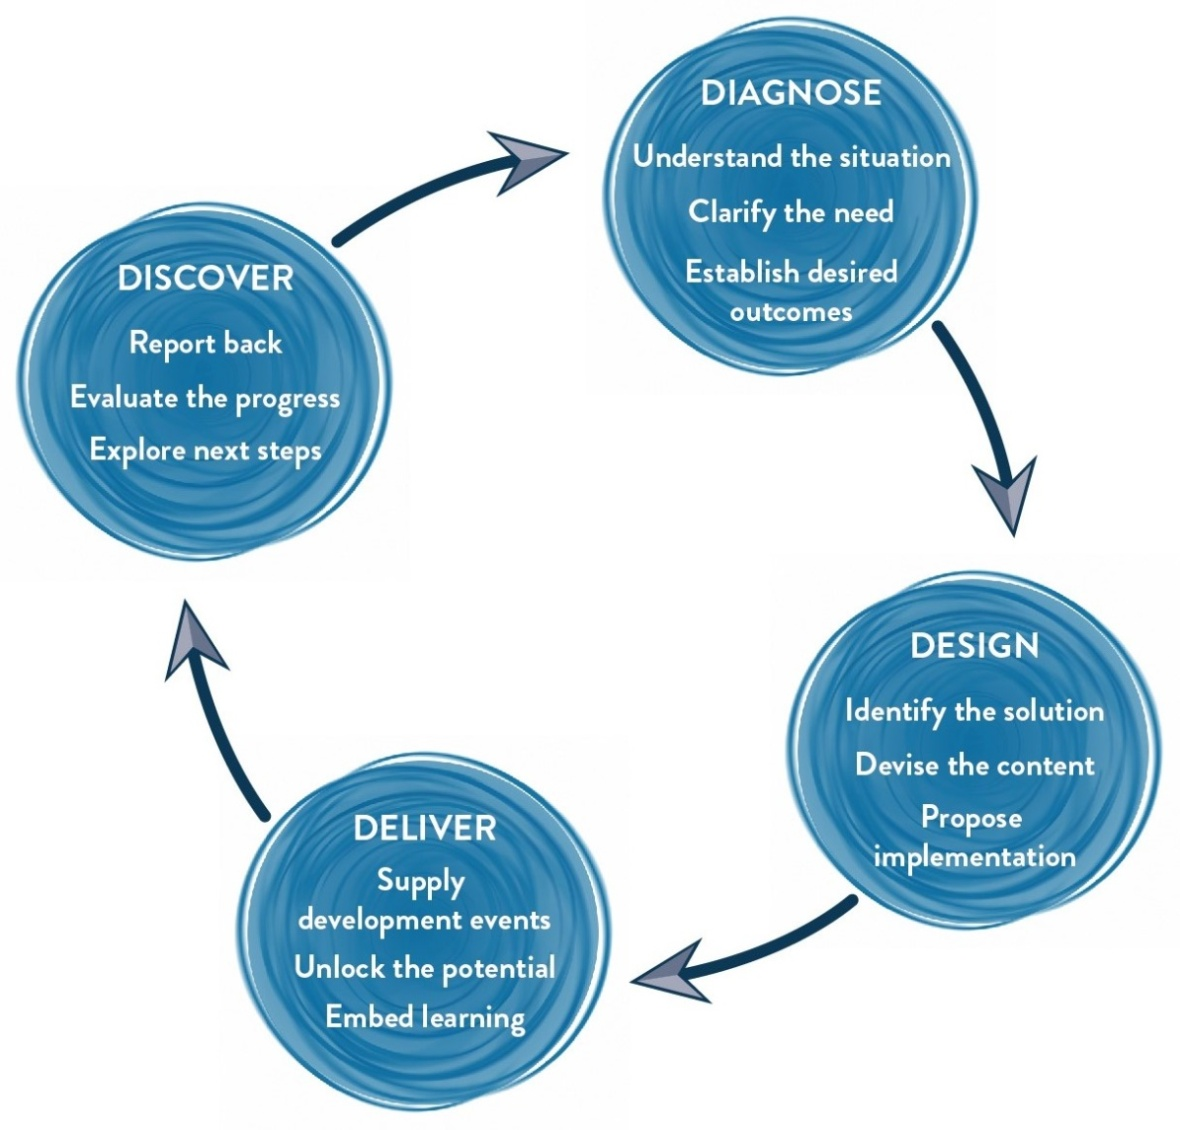 DIAGNOSE
Understand the situation
Clarify the need
Establish desired
outcomes
DISCOVER
Report back
Evaluate the progress
Explore next steps
DESIGN
Identify the solution
Devise the content
Propose
implementation
DELIVER
Supply
development events
Unlock the potential
Embed learning